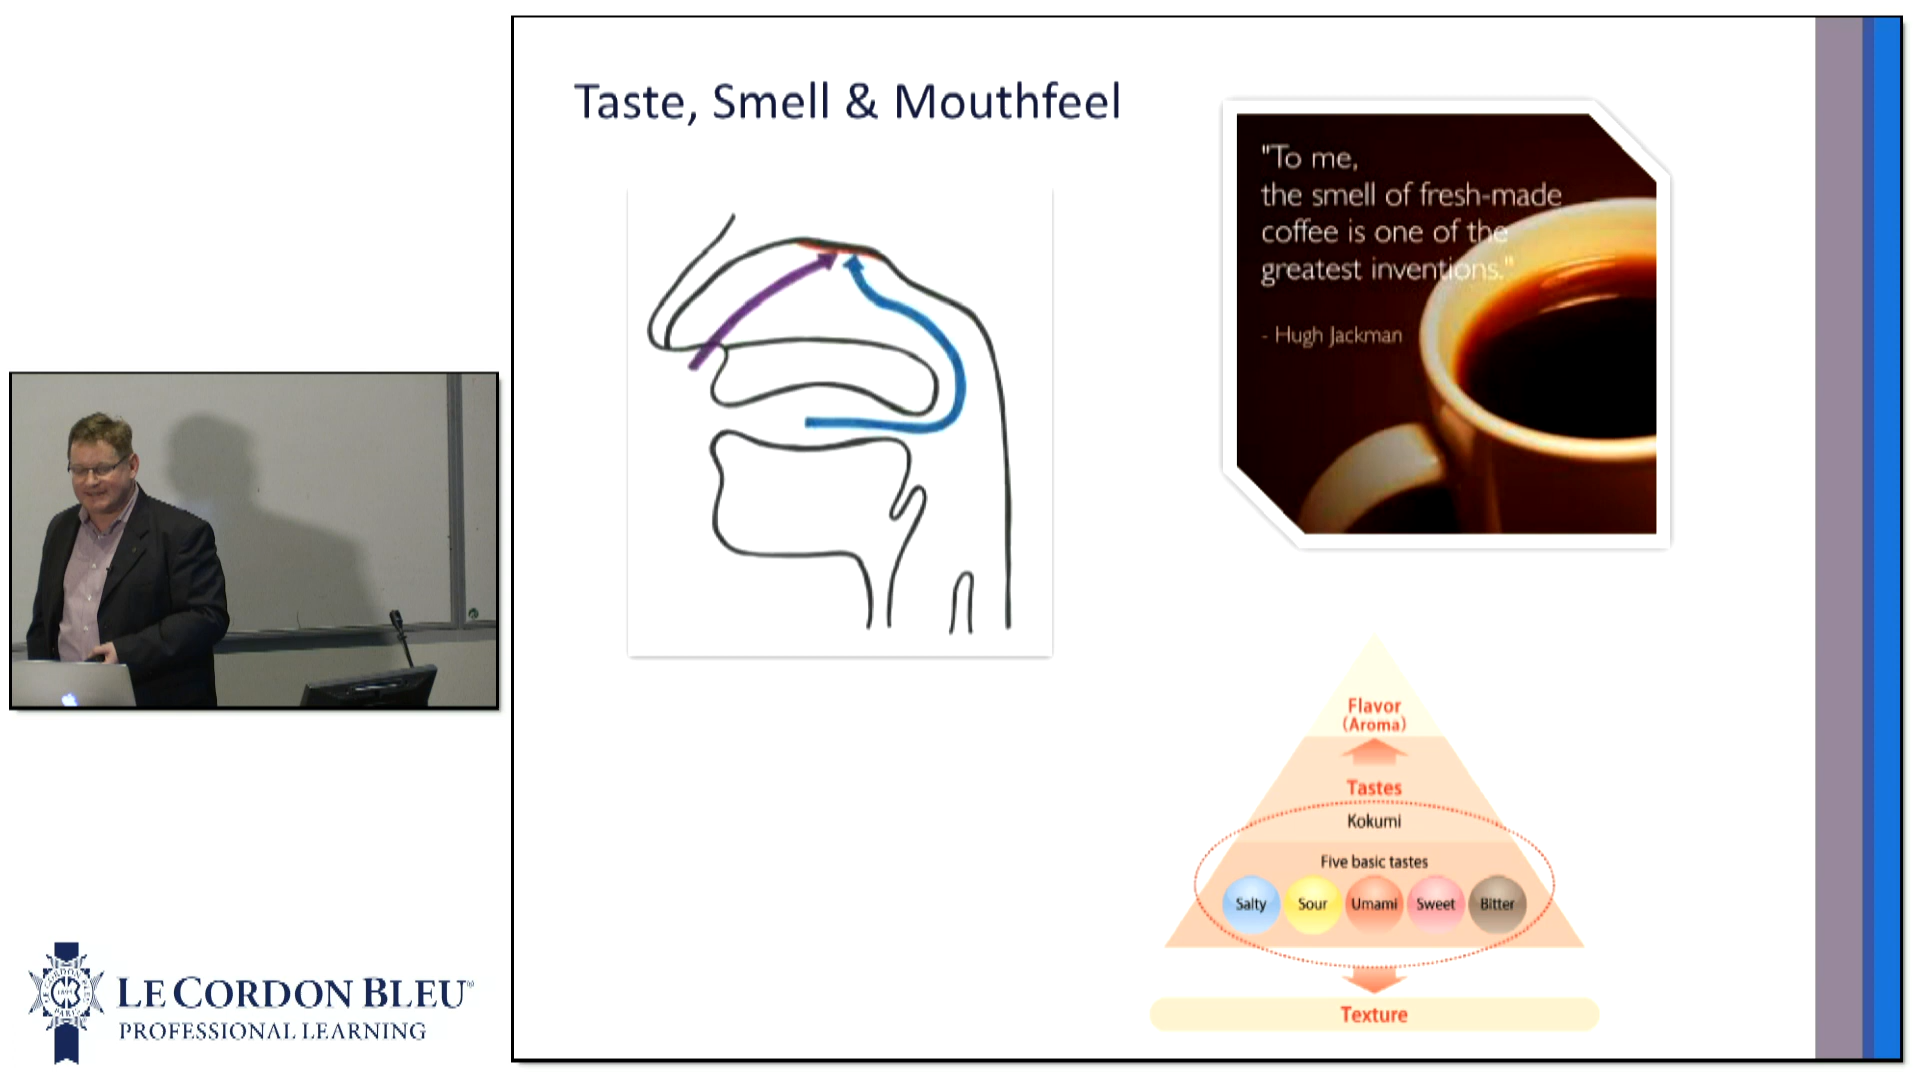 Taste, Smell & Mouthfeel
"To me,
the smell of fresh-made
coffee is one of the
greatest inventions."
- Hugh Jackman
Flavor
(Aroma)
Tastes
Kokumi
Five basic tastes
Salty Sour Umami Sweet Bitter
Texture
LE CORDON BLEU®
PROFESSIONAL LEARNING